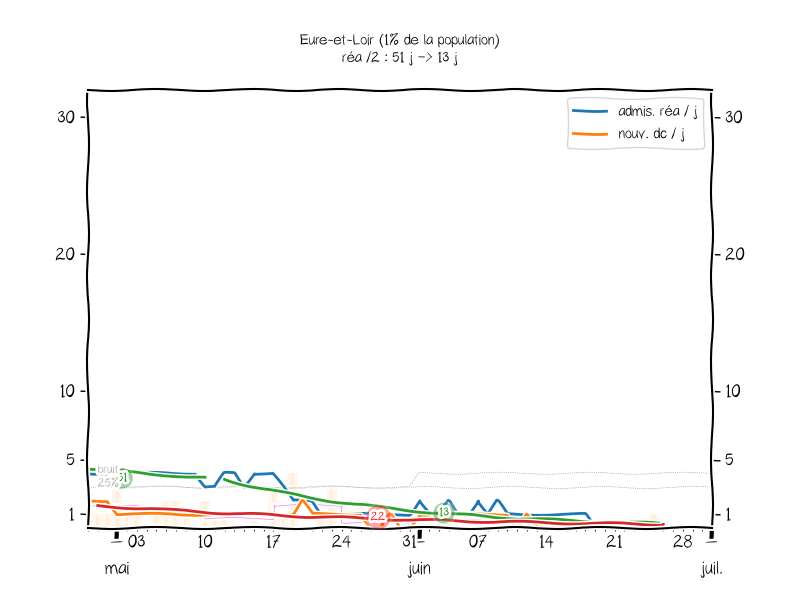 Eure-et-Loir (1% de la population)
réa /2 : 51 j -> 13 j
admis. réa / j
nouv. dc / j
30
30
20
20
10
10
5
5
bruit
25%
51
22
13
1
1
03
10
17
24
31
07
14
21
28
mai
juin
juil.